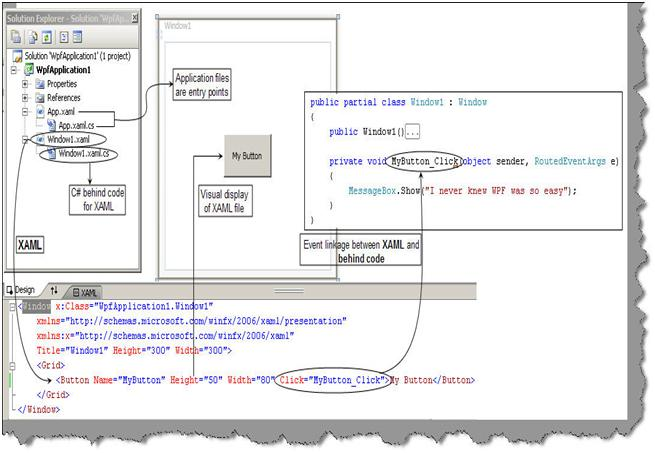 Solution Explorer - Solution 'WpfAp
Solution 'WpfApplication1' (1 project)
WpfApplication1
Properties
References
App.xaml
App.xaml.cs
Window1.xaml
Window1.xaml.cs
C# behind code
for XAML
XAML
Window1
Application files
are entry points
My Button
Visual display
of XAML file
public partial class Window1 : Window
{
public Window1()...
private void MyButton_Click(object sender, RoutedEventArgs e)
{
MessageBox.Show("I never knew WPF was so easy");
}
}
Event linkage between XAML and
behind code
Design
XAML
<Window x:Class="WpfApplication1.Window1"
xmlns="http://schemas.microsoft.com/winfx/2006/xaml/presentation"
xmlns:x="http://schemas.microsoft.com/winfx/2006/xaml"
Title="Window1" Height="300" Width="300">
<Grid>
<Button Name="MyButton" Height="50" Width="80" Click="MyButton_Click">My Button</Button>
</Grid>
</Window>